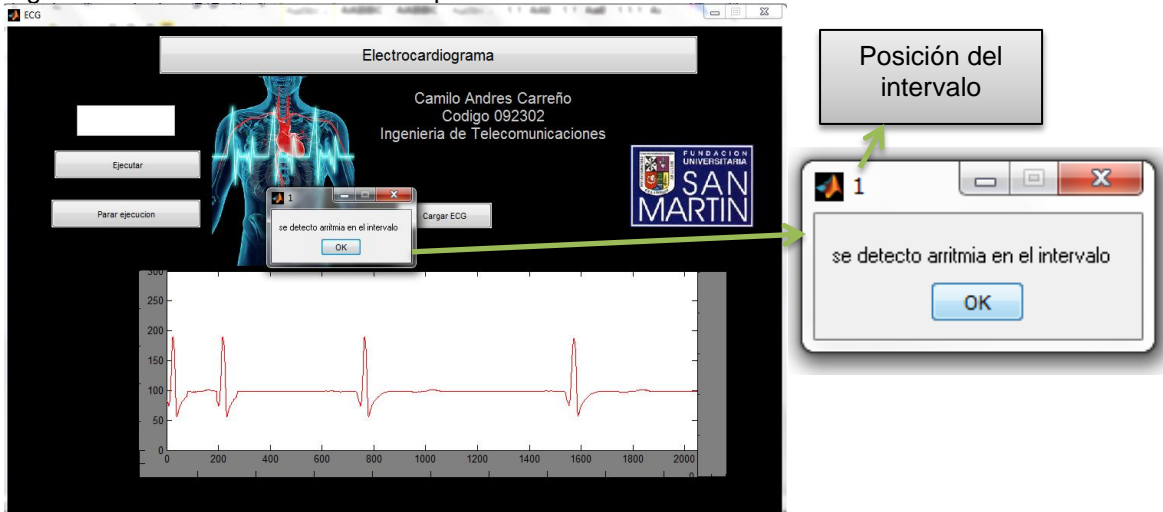 ECG
Electrocardiograma
Camilo Andres Carreño
Codigo 092302
Ingenieria de Telecomunicaciones
Ejecutar
Parar ejecucion
Cargar ECG
FUNDACION
UNIVERSITARIA
SAN
MARTIN
1
se detecto arritmia en el intervalo
OK
300
250
200
150
100
50
0
0 200 400 600 800 1000 1200 1400 1600 1800 2000
0
Posición del
intervalo
1
se detecto arritmia en el intervalo
OK